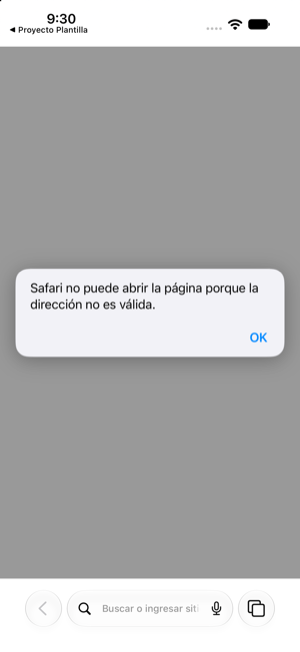 9:30
◀ Proyecto Plantilla
Safari no puede abrir la página porque la
dirección no es válida.
OK
Buscar o ingresar siti